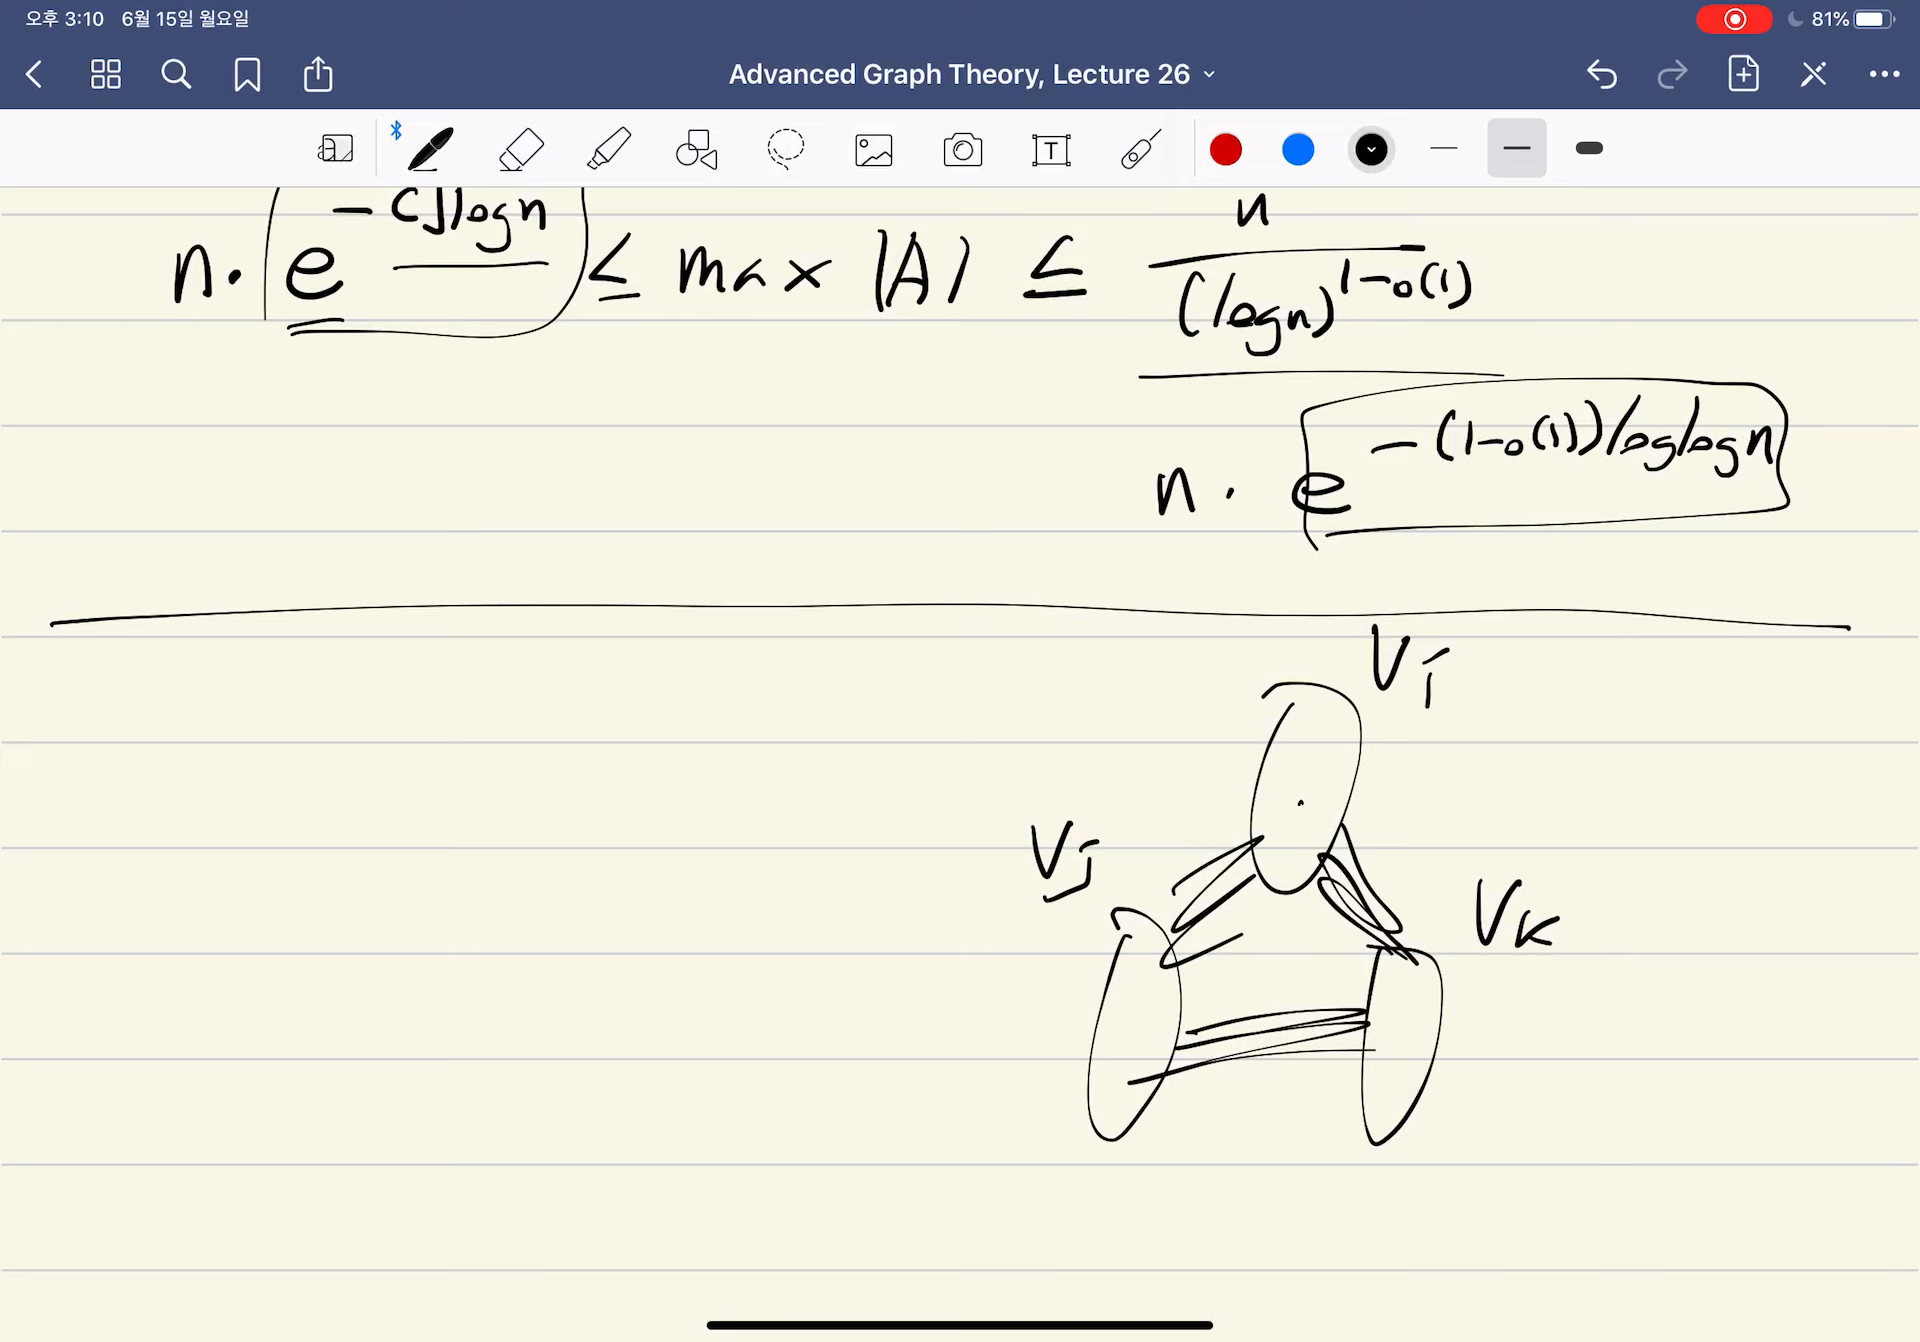 오후 3:10 6월 15일 월요일 81%
Advanced Graph Theory, Lecture 26
n · e^{-c√log n} ≤ max |A| ≤ n / (log n)^{1-o(1)}
n · e^{-(1-o(1)) log log n}
V_i
V_j
V_k